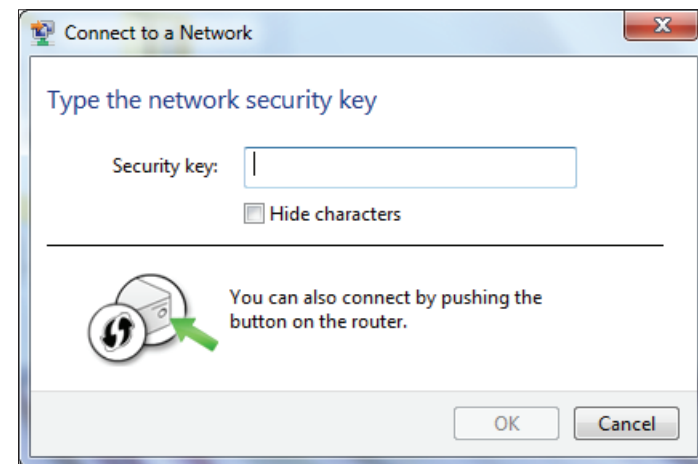 Connect to a Network
Type the network security key
Security key:
Hide characters
You can also connect by pushing the
button on the router.
OK
Cancel